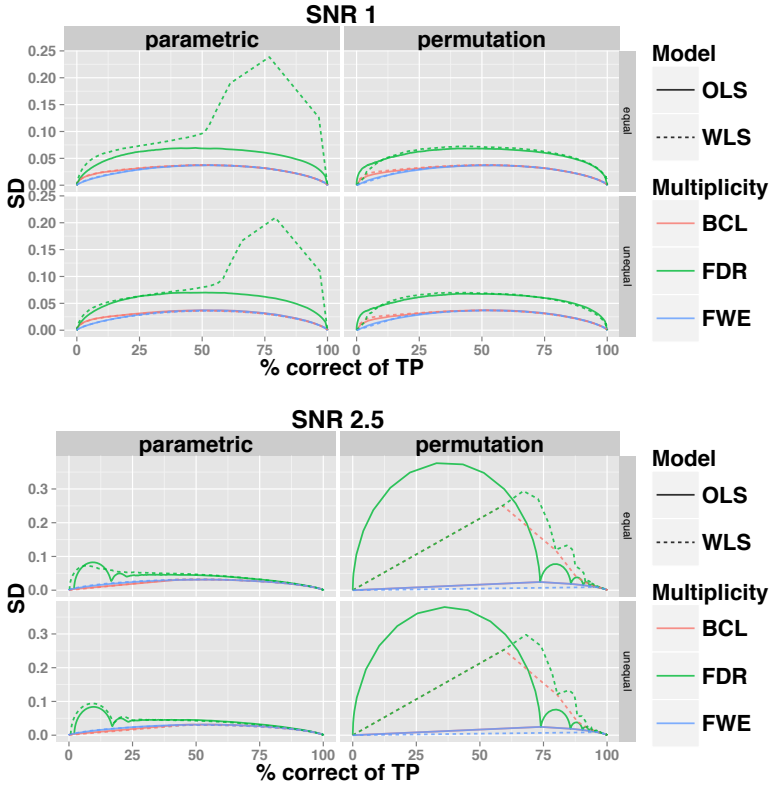 SNR 1
parametric
permutation
0.25
0.20
0.15
0.10
0.05
0.00
0.25
0.20
0.15
0.10
0.05
0.00
SD
equal
unequal
0 25 50 75 100
0 25 50 75 100
% correct of TP
Model
OLS
WLS
Multiplicity
BCL
FDR
FWE
SNR 2.5
parametric
permutation
0.3
0.2
0.1
0.0
0.3
0.2
0.1
0.0
SD
equal
unequal
0 25 50 75 100
0 25 50 75 100
% correct of TP
Model
OLS
WLS
Multiplicity
BCL
FDR
FWE